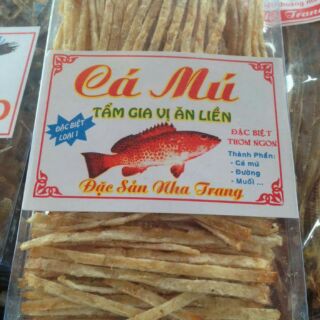 Cá Mú
TẨM GIA VỊ ĂN LIỀN
ĐẶC BIỆT
LOẠI 1
ĐẶC BIỆT
THƠM NGON
Thành Phần:
- Cá mú
- Đường
- Muối ...
Đặc Sản Nha Trang
Trang